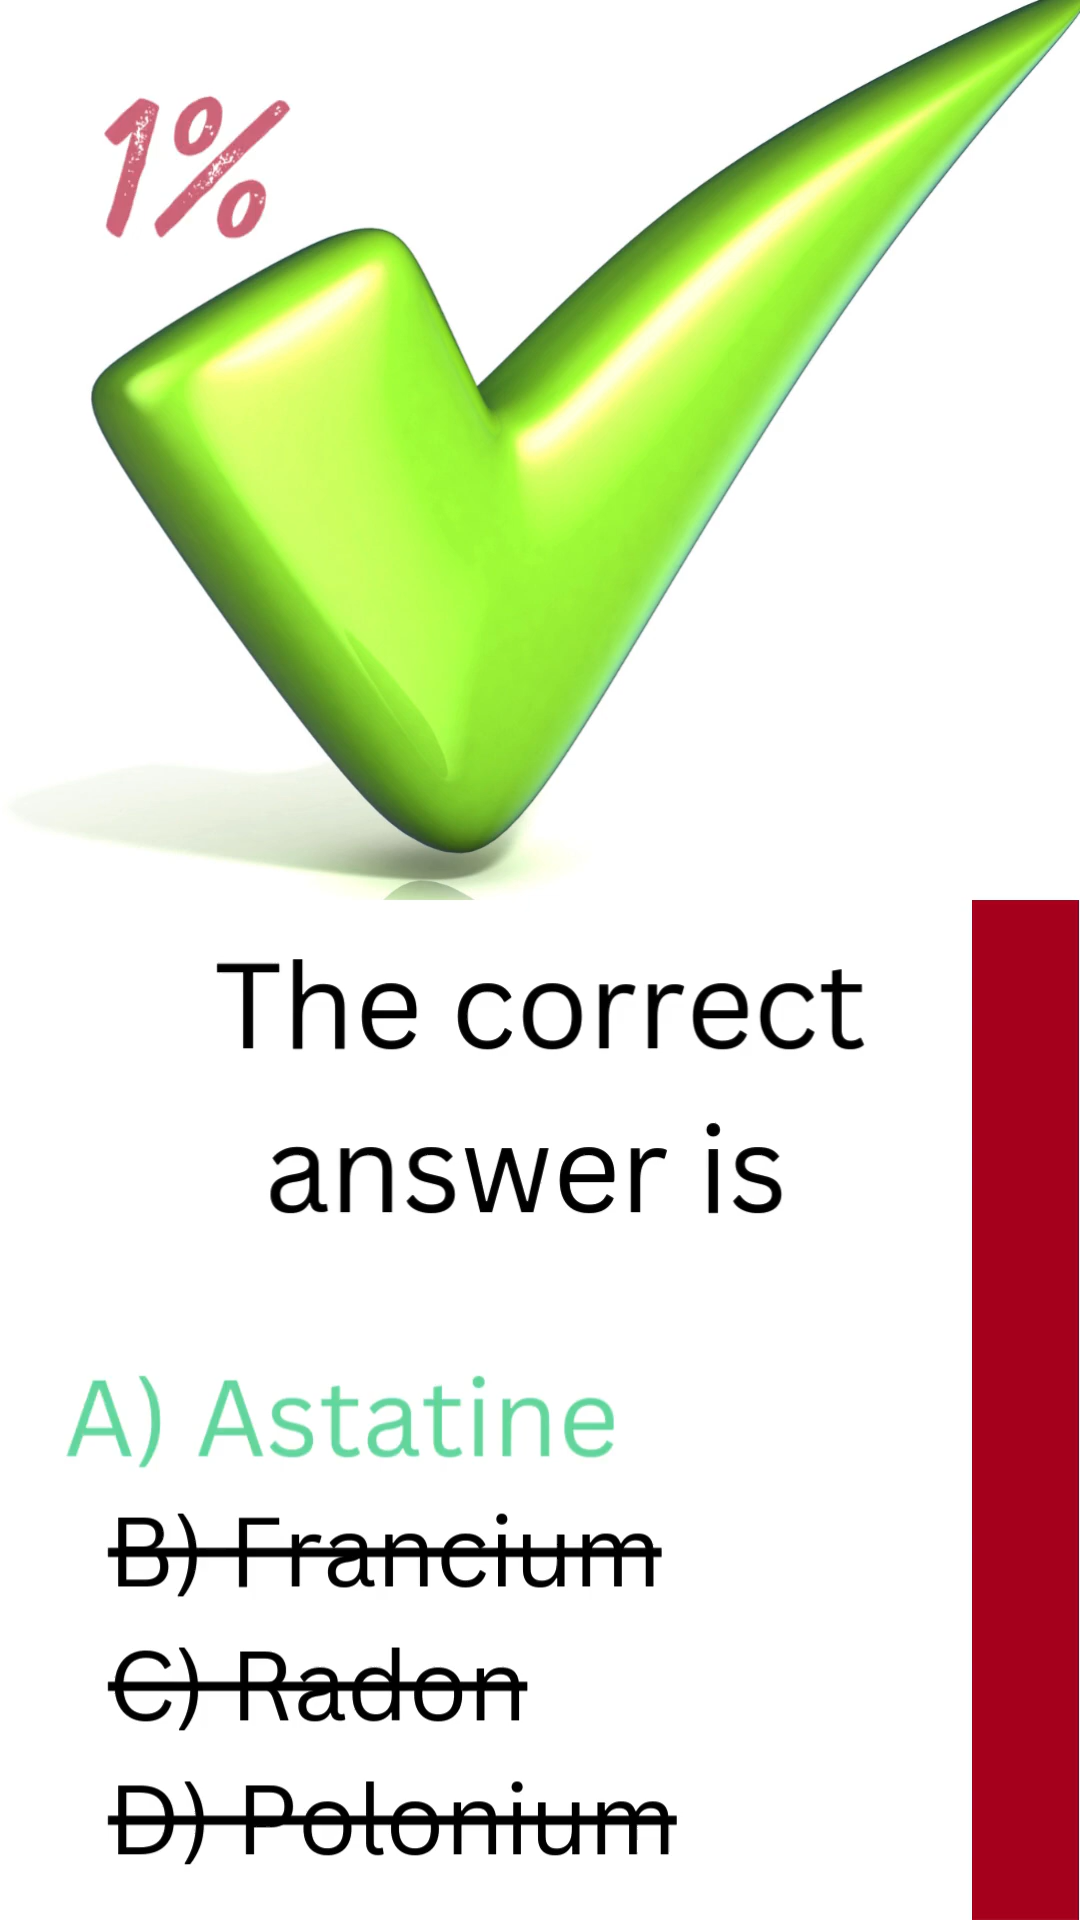 1%
The correct
answer is
A) Astatine
B) Francium
C) Radon
D) Polonium